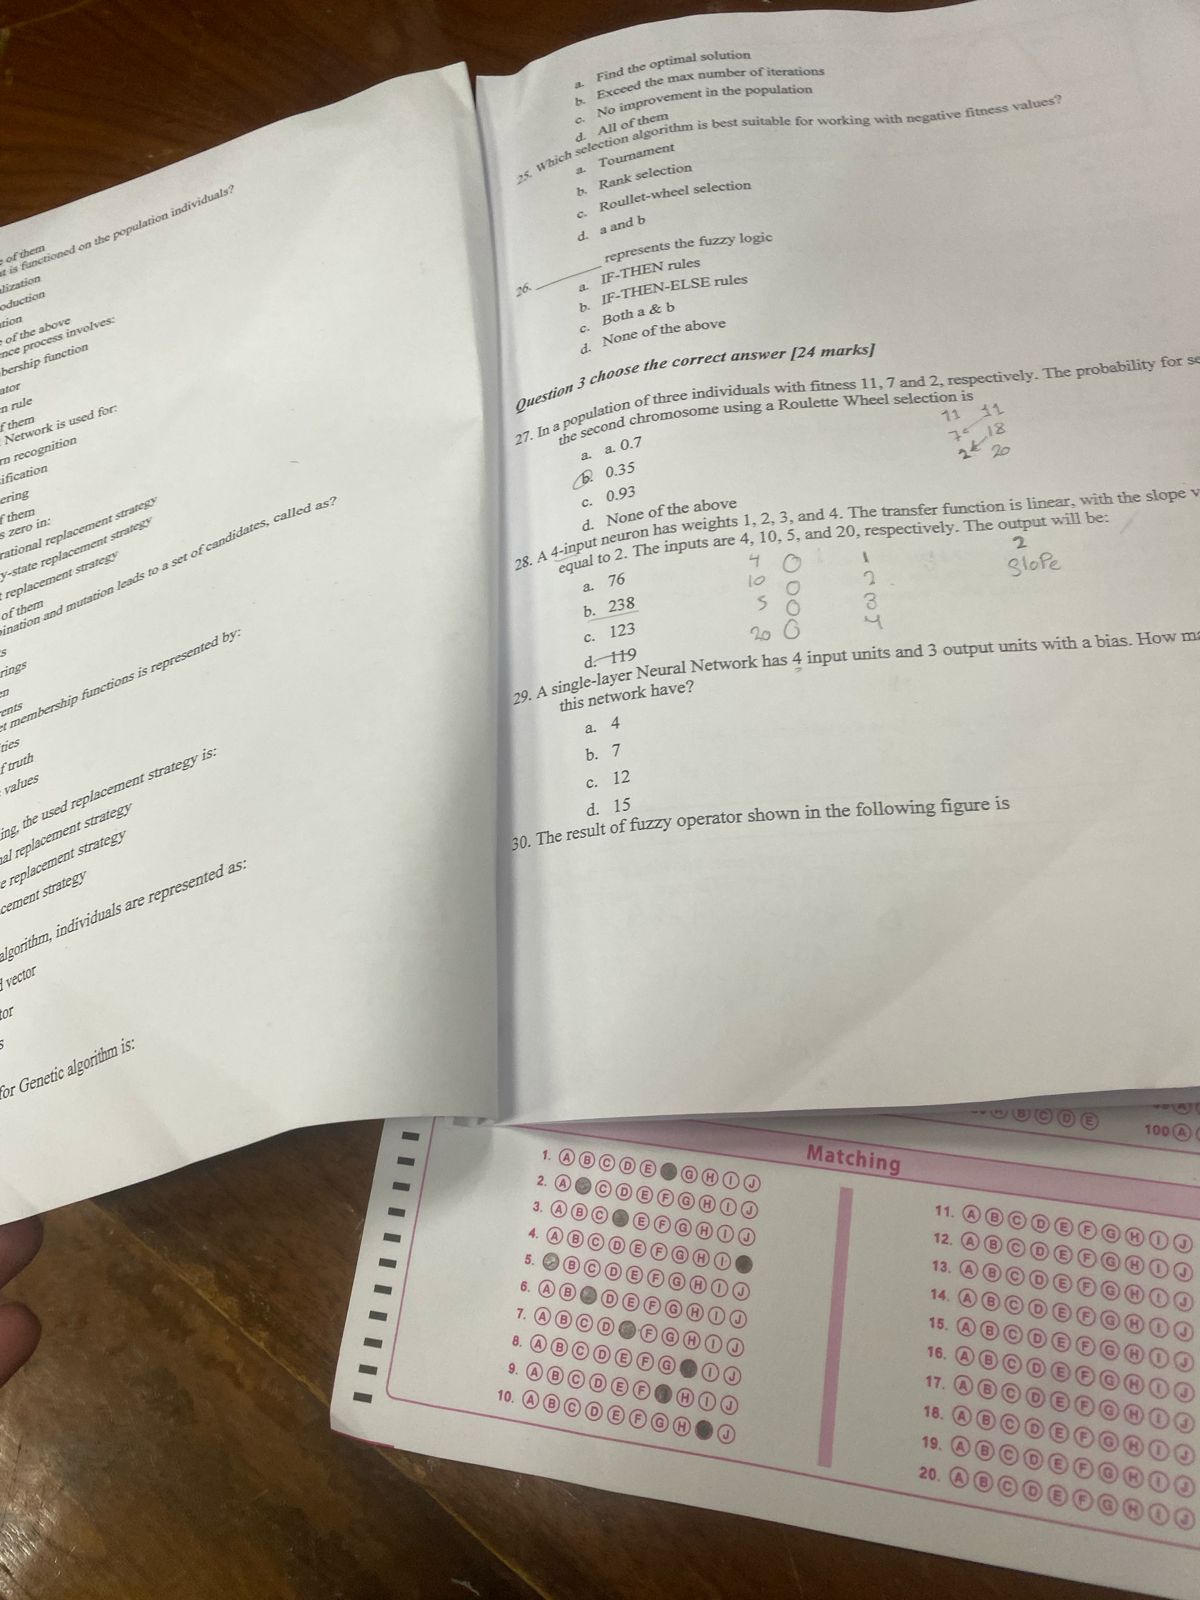 of them
is functioned on the population individuals?
lization
oduction
of the above
process involves:
bership function
ator
rule
of them
Network is used for:
recognition
ification
ering
them
zero in:
rational replacement strategy
y-state replacement strategy
replacement strategy
of them
ination and mutation leads to a set of candidates, called as?
rings
ents
membership functions is represented by:
ties
f truth
values
ing, the used replacement strategy is:
al replacement strategy
e replacement strategy
cement strategy
algorithm, individuals are represented as:
vector
tor
for Genetic algorithm is:
a. Find the optimal solution
b. Exceed the max number of iterations
c. No improvement in the population
d. All of them
25. Which selection algorithm is best suitable for working with negative fitness values?
a. Tournament
b. Rank selection
c. Roullet-wheel selection
d. a and b
26. ________ represents the fuzzy logic
a. IF-THEN rules
b. IF-THEN-ELSE rules
c. Both a & b
d. None of the above
Question 3 choose the correct answer [24 marks]
27. In a population of three individuals with fitness 11, 7 and 2, respectively. The probability for se
the second chromosome using a Roulette Wheel selection is
11 11
7 18
2 20
a. a. 0.7
b. 0.35
c. 0.93
d. None of the above
28. A 4-input neuron has weights 1, 2, 3, and 4. The transfer function is linear, with the slope v
equal to 2. The inputs are 4, 10, 5, and 20, respectively. The output will be:
a. 76
b. 238
c. 123
d. 119
4 O 1
10 O 2
5 O 3
20 O 4
2
slope
29. A single-layer Neural Network has 4 input units and 3 output units with a bias. How ma
this network have?
a. 4
b. 7
c. 12
d. 15
30. The result of fuzzy operator shown in the following figure is
A B C D E
100 A
Matching
1. A B C D E G H I J
2. A C D E F G H I J
3. A B C E F G H I J
4. A B C D E F G H I
5. B C D E F G H I J
6. A B D E F G H I J
7. A B C D F G H I J
8. A B C D E F G I J
9. A B C D E F H I J
10. A B C D E F G H J
11. A B C D E F G H I J
12. A B C D E F G H I J
13. A B C D E F G H I J
14. A B C D E F G H I J
15. A B C D E F G H I J
16. A B C D E F G H I J
17. A B C D E F G H I J
18. A B C D E F G H I J
19. A B C D E F G H I J
20. A B C D E F G H I J